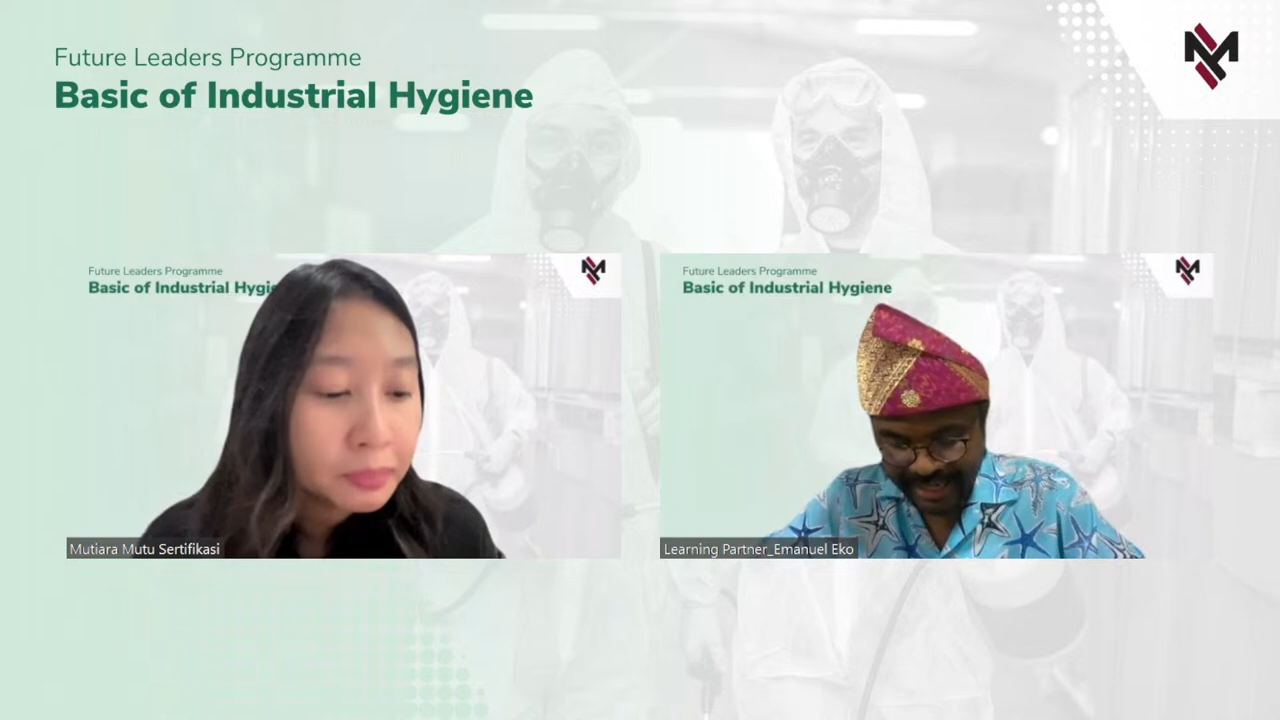 Future Leaders Programme
Basic of Industrial Hygiene
Future Leaders Programme
Basic of Industrial Hygie
Mutiara Mutu Sertifikasi
Future Leaders Programme
Basic of Industrial Hygiene
Learning Partner_Emanuel Eko